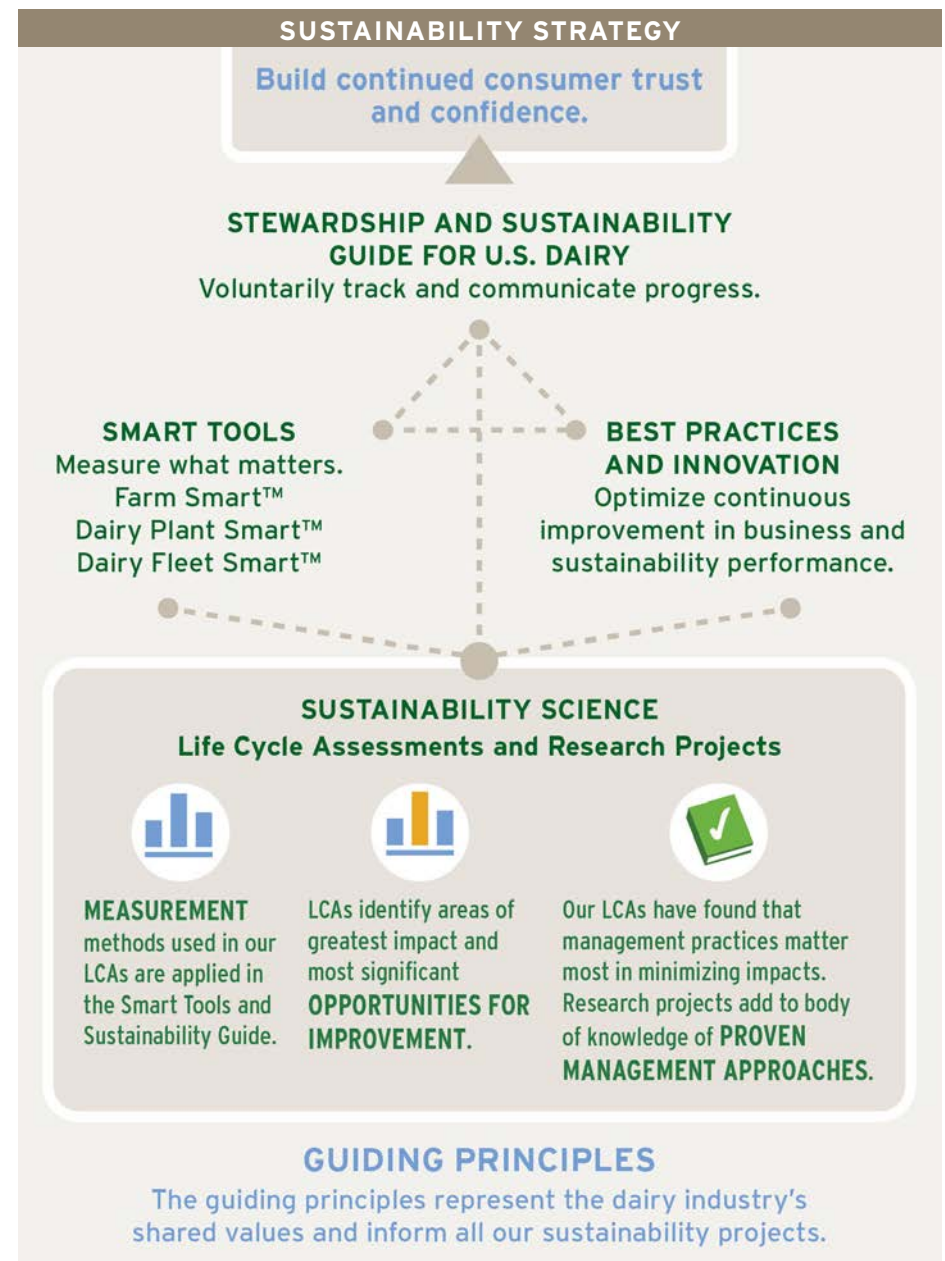 SUSTAINABILITY STRATEGY
Build continued consumer trust
and confidence.
STEWARDSHIP AND SUSTAINABILITY
GUIDE FOR U.S. DAIRY
Voluntarily track and communicate progress.
SMART TOOLS
Measure what matters.
Farm Smart™
Dairy Plant Smart™
Dairy Fleet Smart™
BEST PRACTICES
AND INNOVATION
Optimize continuous
improvement in business and
sustainability performance.
SUSTAINABILITY SCIENCE
Life Cycle Assessments and Research Projects
MEASUREMENT
methods used in our
LCAs are applied in
the Smart Tools and
Sustainability Guide.
LCAs identify areas of
greatest impact and
most significant
OPPORTUNITIES FOR
IMPROVEMENT.
Our LCAs have found that
management practices matter
most in minimizing impacts.
Research projects add to body
of knowledge of PROVEN
MANAGEMENT APPROACHES.
GUIDING PRINCIPLES
The guiding principles represent the dairy industry's
shared values and inform all our sustainability projects.